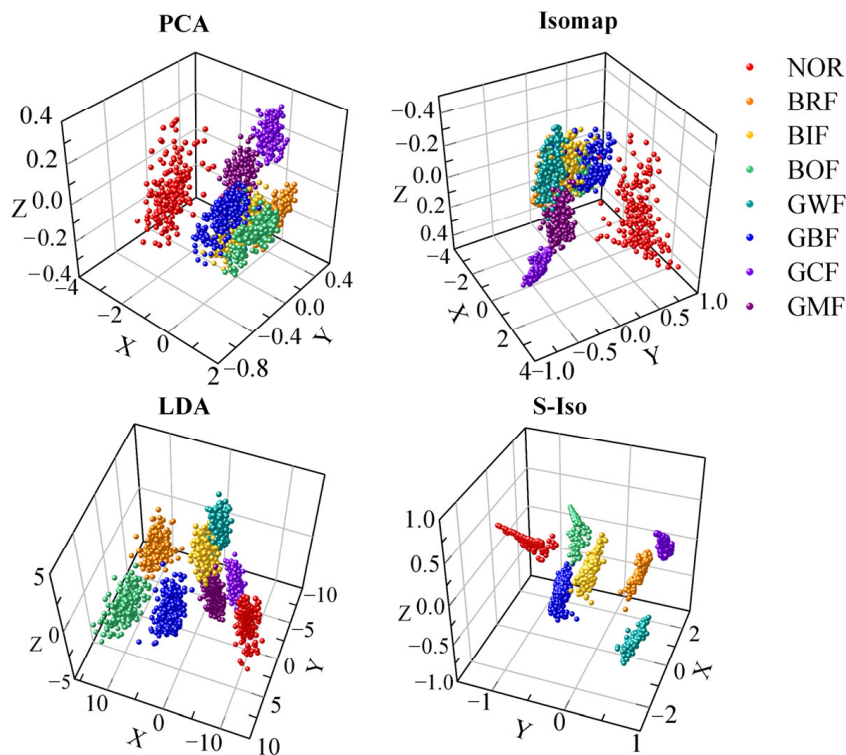 PCA
0.4
0.2
0.0
Z
−0.2
−0.4
−4
−2
X
0
2
−0.8
−0.4
0.0
Y
0.4
Isomap
−0.4
−0.2
0.0
Z
0.2
0.4
−4
−2
X
0
2
4
−1.0
−0.5
0.0
Y
0.5
1.0
NOR
BRF
BIF
BOF
GWF
GBF
GCF
GMF
LDA
5
Z 0
−5
10
X
0
−10
10
5
0
Y
−5
−10
S-Iso
1.0
0.5
Z 0.0
−0.5
−1.0
−1
Y
0
1
−2
0
X
2